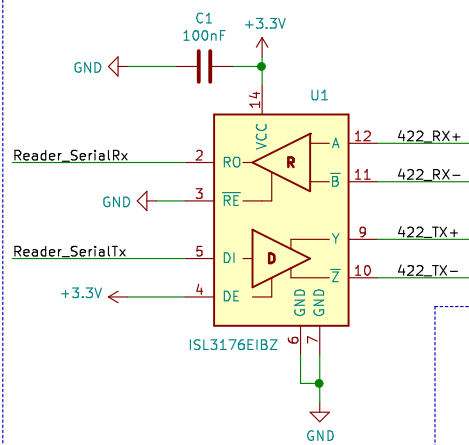 C1
100nF
+3.3V
GND
14
U1
VCC
Reader_SerialRx
2
RO
R
A
12
422_RX+
B
11
422_RX-
GND
3
RE
Y
9
422_TX+
Reader_SerialTx
5
DI
D
Z
10
422_TX-
+3.3V
4
DE
GND
GND
ISL3176EIBZ
6
7
GND